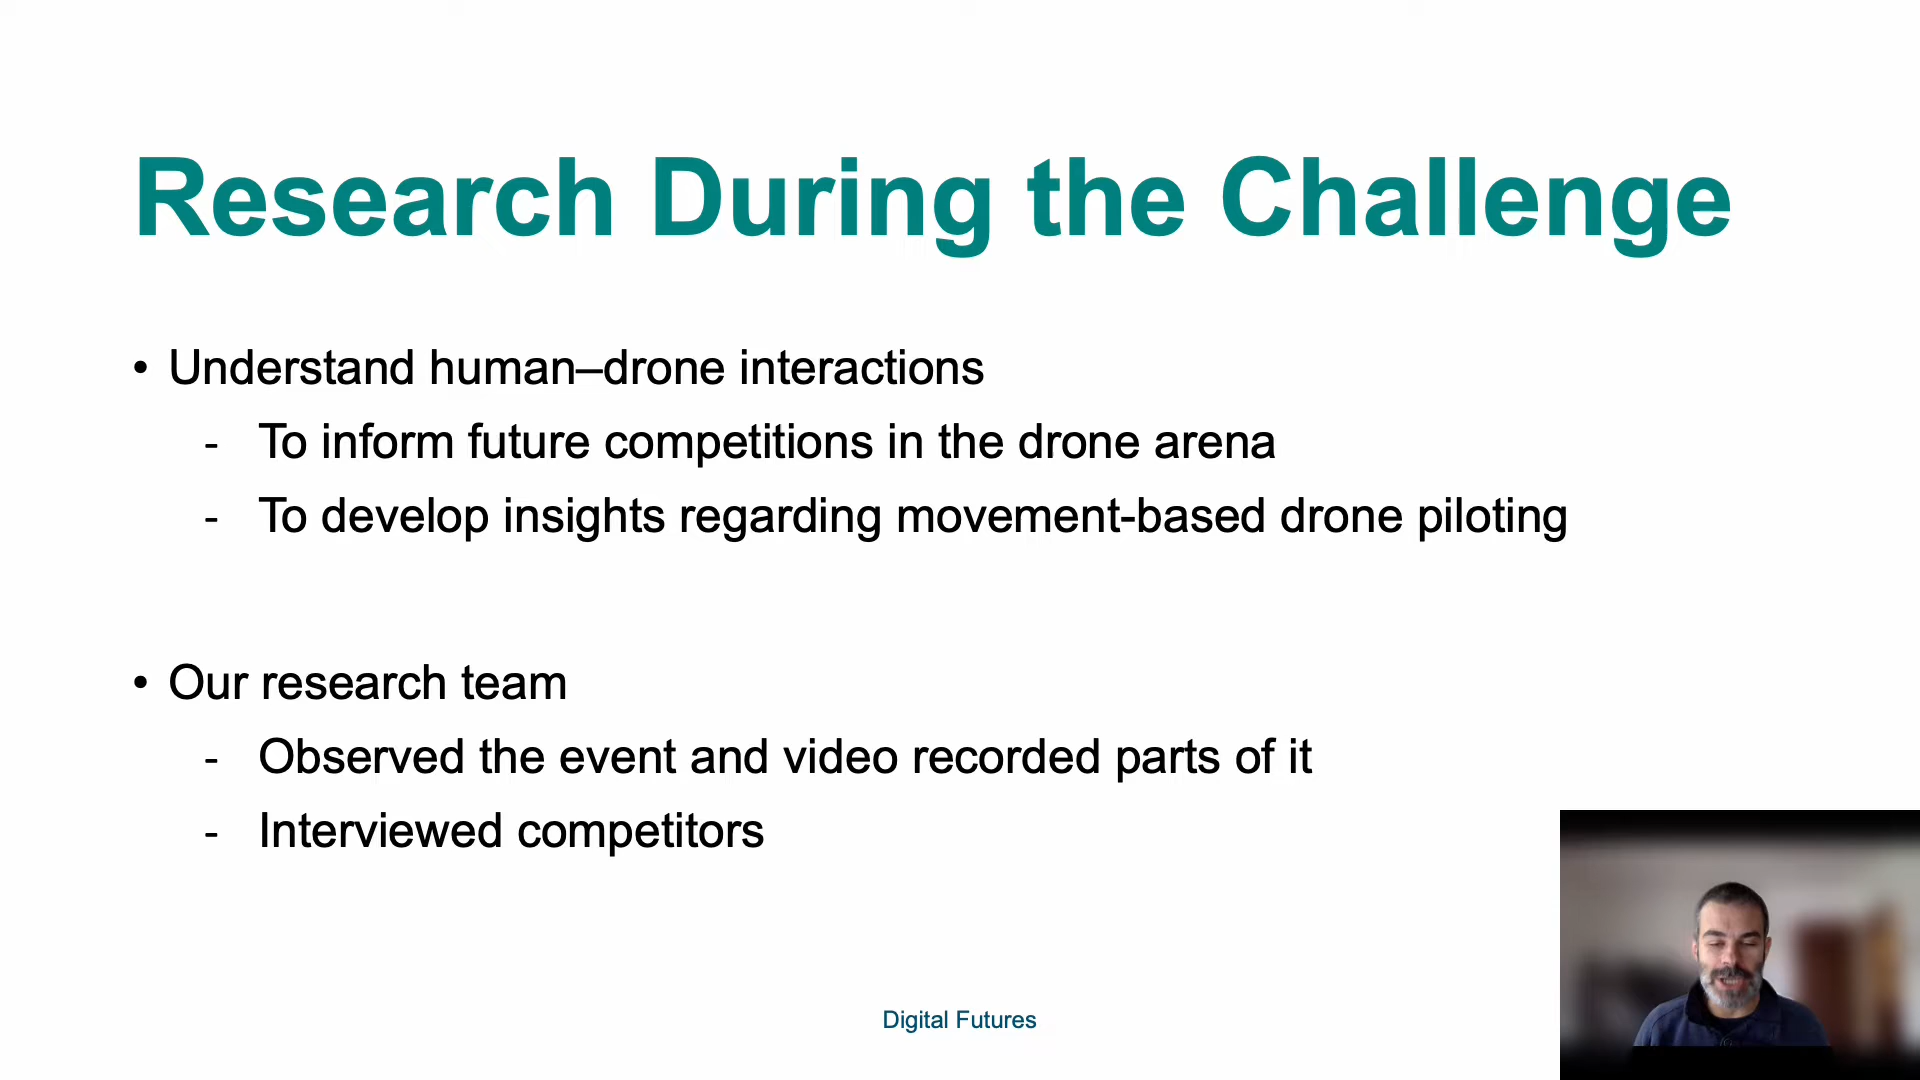 Research During the Challenge
• Understand human–drone interactions
- To inform future competitions in the drone arena
- To develop insights regarding movement-based drone piloting
• Our research team
- Observed the event and video recorded parts of it
- Interviewed competitors
Digital Futures